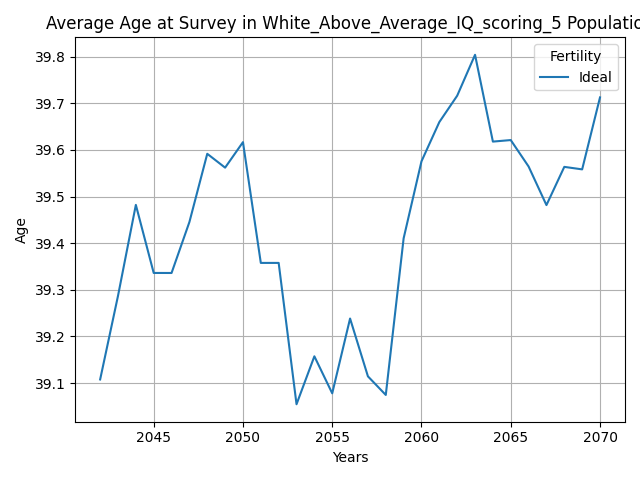 Average Age at Survey in White_Above_Average_IQ_scoring_5 Populatio
39.8
39.7
39.6
39.5
39.4
39.3
39.2
39.1
Age
Fertility
Ideal
2045 2050 2055 2060 2065 2070
Years